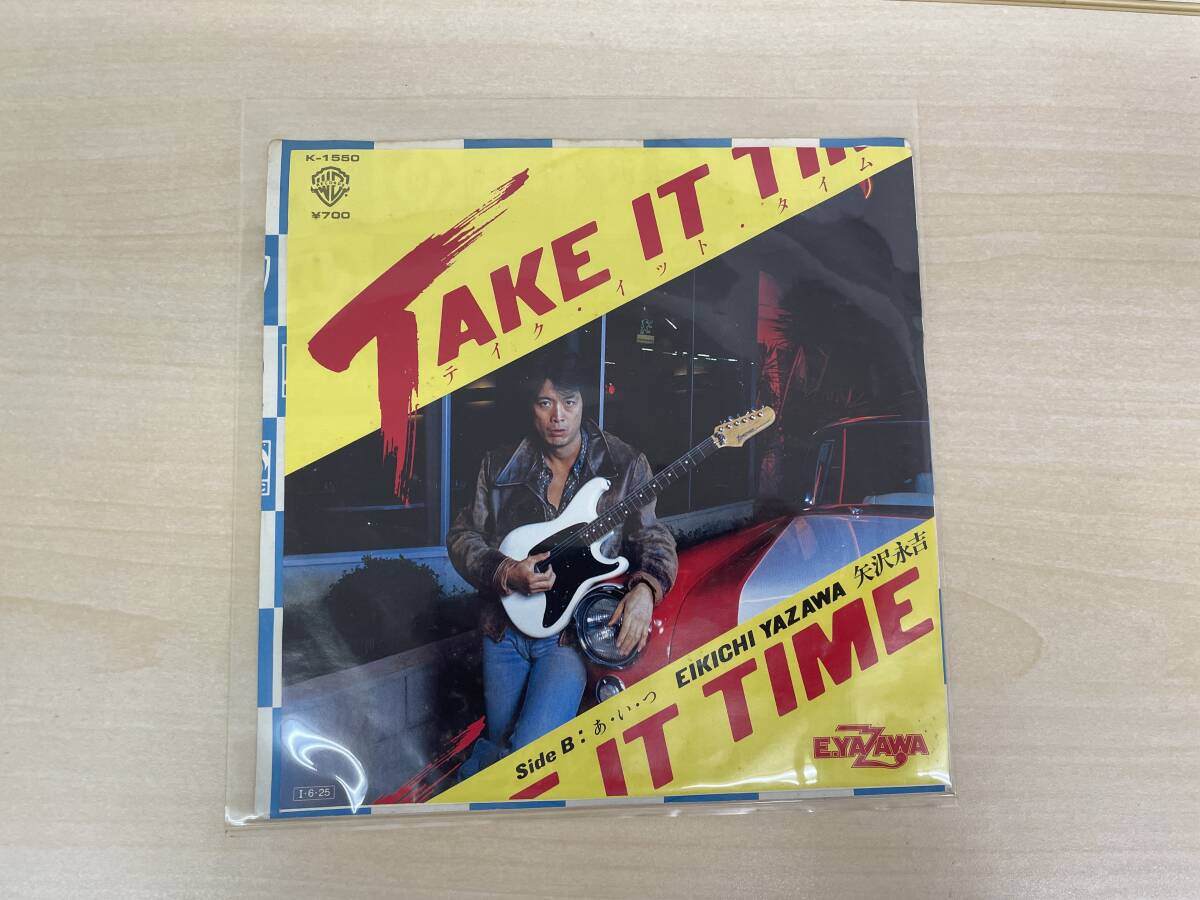 K-1550
¥700
TAKE IT TIM
テイク・イット・タイム
EIKICHI YAZAWA 矢沢永吉
Side B : あ・い・つ
IT TIME
E.YAZAWA
I·6·25